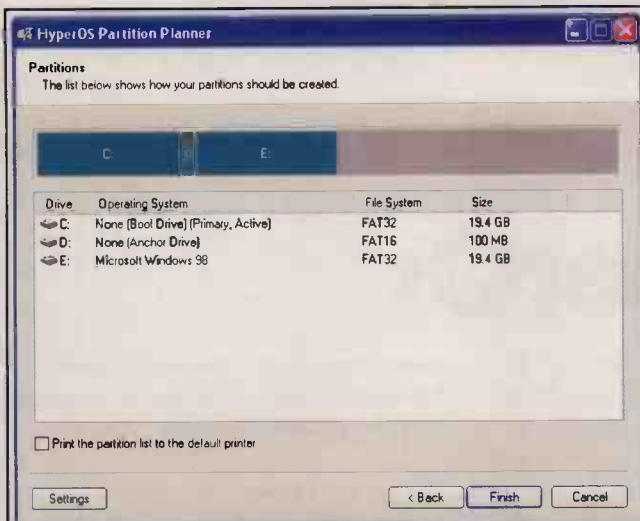 HyperOS Partition Planner
Partitions
The list below shows how your partitions should be created.
C: E:
Drive Operating System File System Size
C: None (Boot Drive) (Primary, Active) FAT32 19.4 GB
D: None (Anchor Drive) FAT16 100 MB
E: Microsoft Windows 98 FAT32 19.4 GB
Print the partition list to the default printer
Settings < Back Finish Cancel